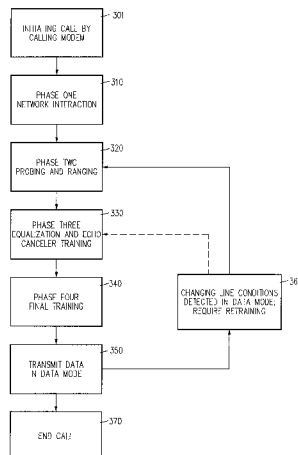 301
INITIATING CALL BY
CALLING MODEM
310
PHASE ONE
NETWORK INTERACTION
320
PHASE TWO
PROBING AND RANGING
330
PHASE THREE
EQUALIZATION AND ECHO
CANCELER TRAINING
340
PHASE FOUR
FINAL TRAINING
36
CHANGING LINE CONDITIONS
DETECTED IN DATA MODE;
REQUIRE RETRAINING
350
TRANSMIT DATA
IN DATA MODE
370
END CALL